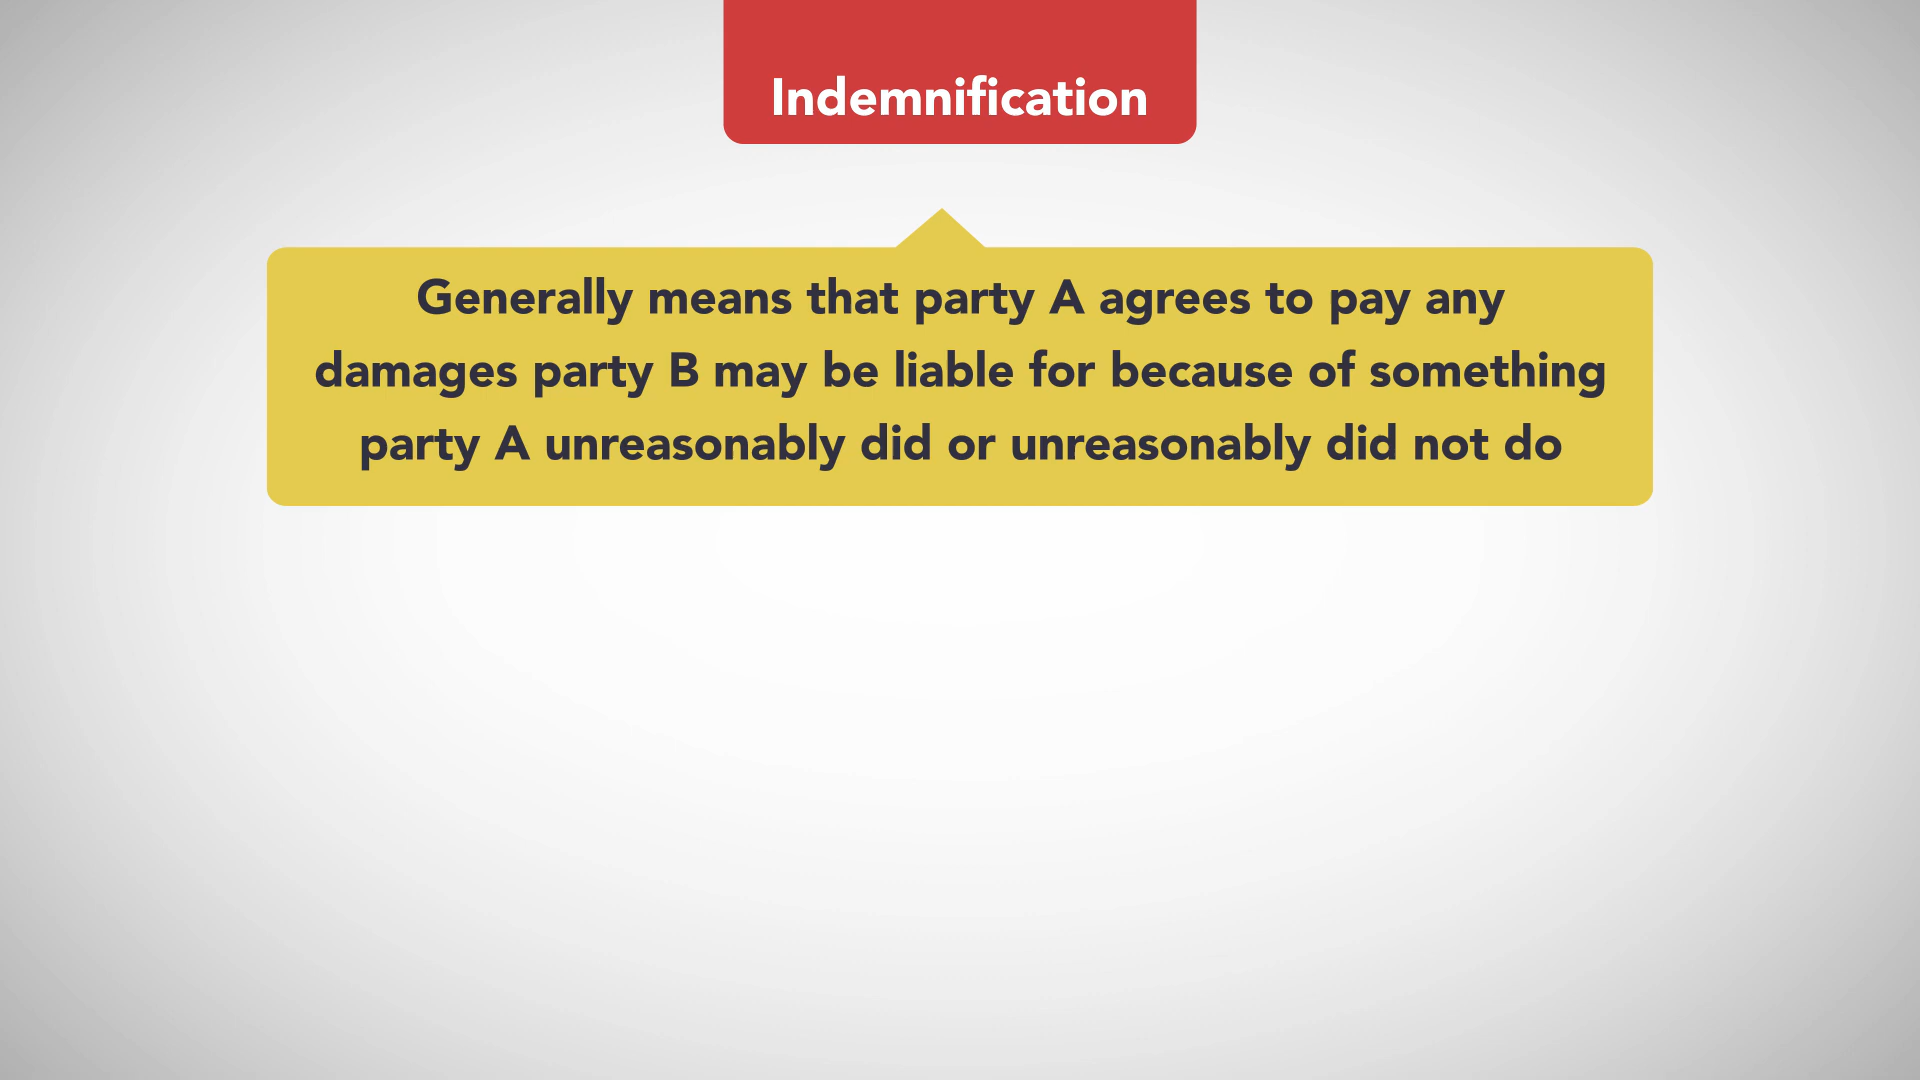 Indemnification
Generally means that party A agrees to pay any
damages party B may be liable for because of something
party A unreasonably did or unreasonably did not do